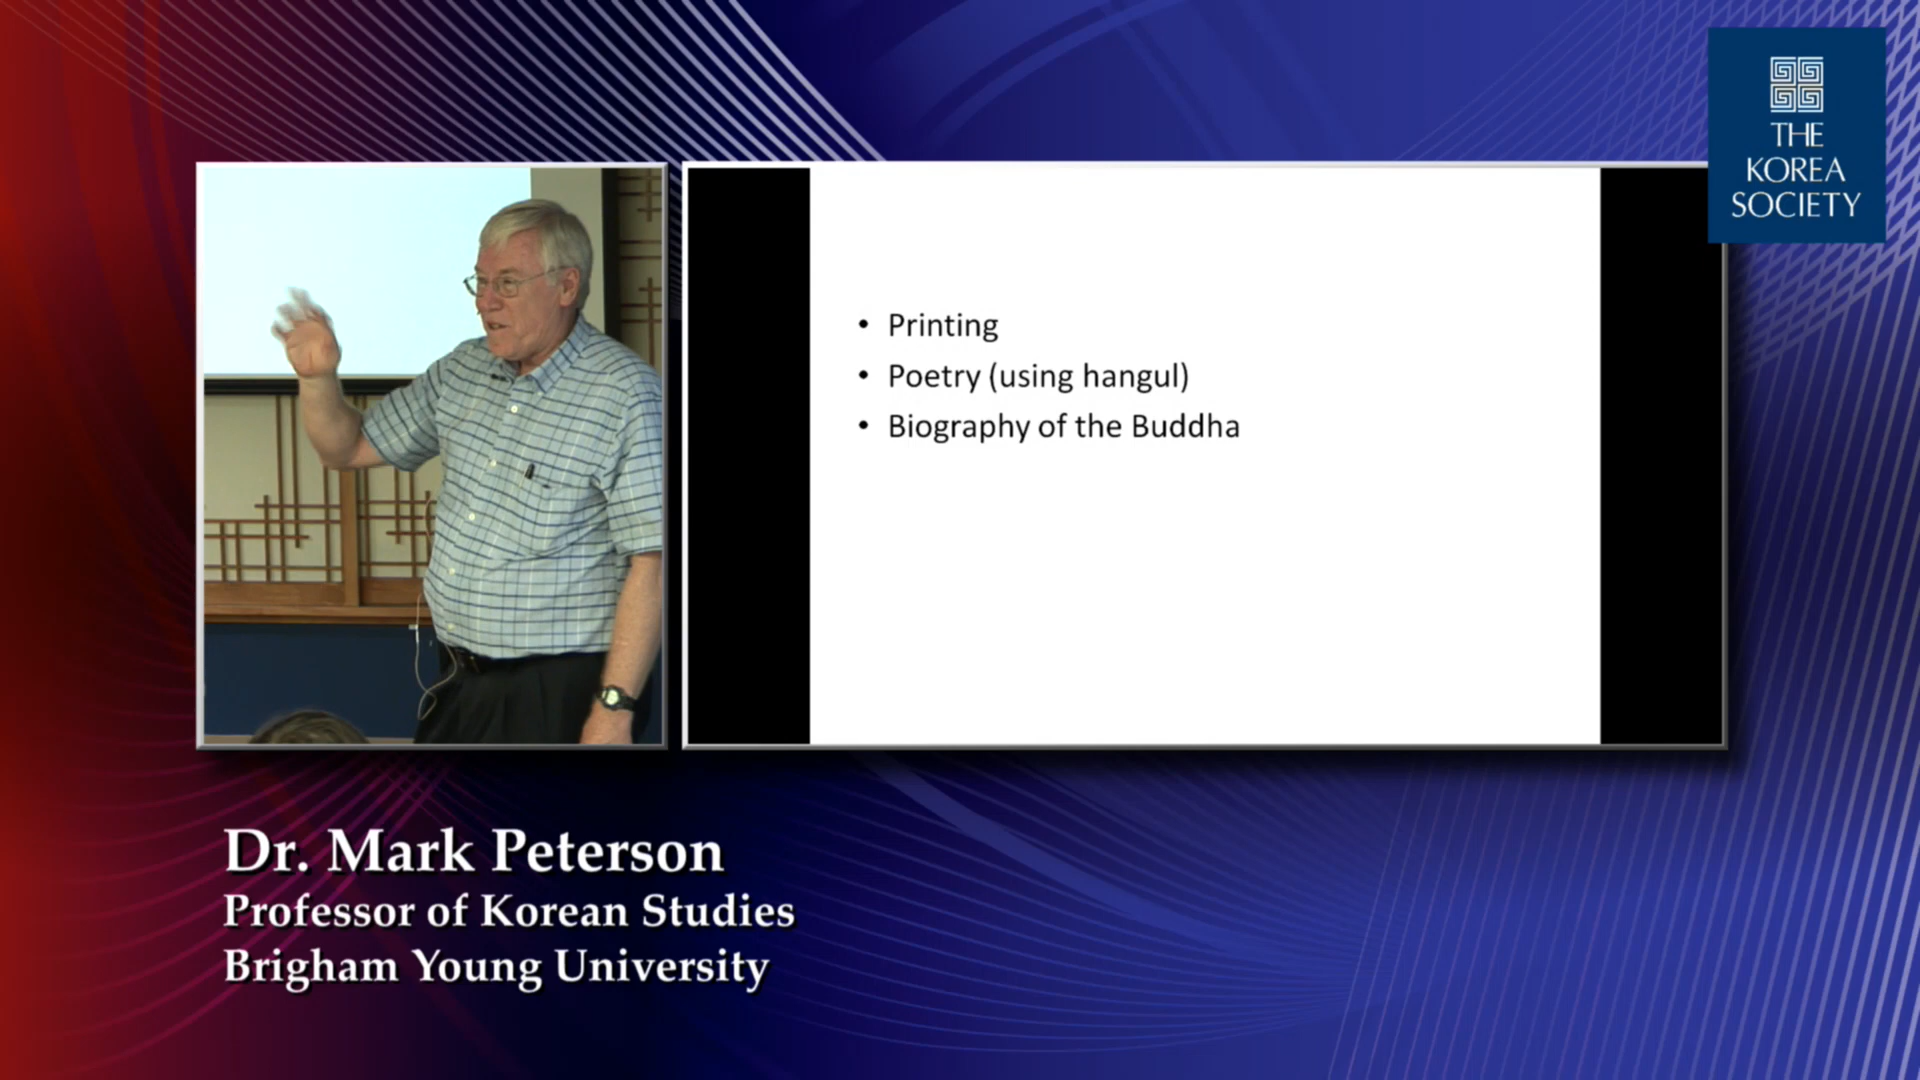 THE
KOREA
SOCIETY
• Printing
• Poetry (using hangul)
• Biography of the Buddha
Dr. Mark Peterson
Professor of Korean Studies
Brigham Young University